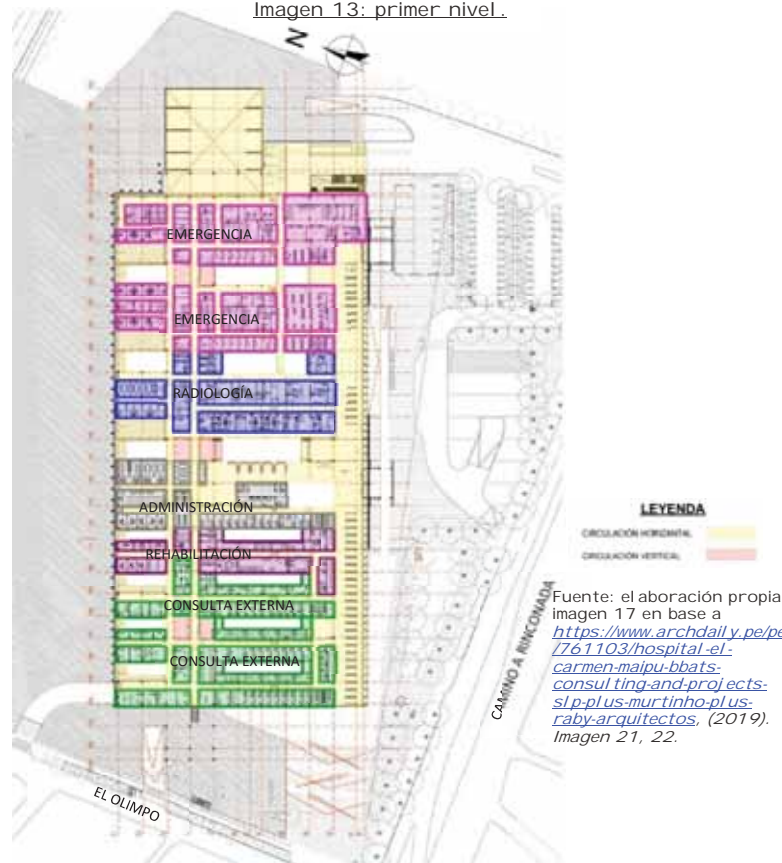 Imagen 13: primer nivel.
N
EMERGENCIA
EMERGENCIA
RADIOLOGÍA
ADMINISTRACIÓN
REHABILITACIÓN
CONSULTA EXTERNA
CONSULTA EXTERNA
EL OLIMPO
CAMINO A RINCONADA
LEYENDA
CIRCULACIÓN HORIZONTAL
CIRCULACIÓN VERTICAL
Fuente: elaboración propia
imagen 17 en base a
https://www.archdaily.pe/pe
/761103/hospital-el-
carmen-maipu-bbats-
consulting-and-projects-
slp-plus-murtinho-plus-
raby-arquitectos, (2019).
Imagen 21, 22.